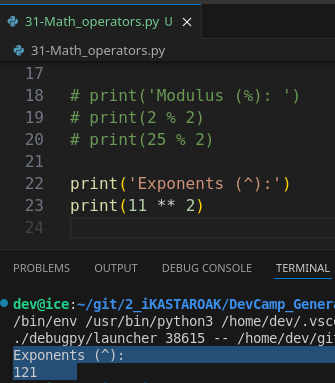 31-Math_operators.py U
31-Math_operators.py
17
18 # print('Modulus (%): ')
19 # print(2 % 2)
20 # print(25 % 2)
21
22 print('Exponents (^):')
23 print(11 ** 2)
24
PROBLEMS OUTPUT DEBUG CONSOLE TERMINAL
dev@ice:~/git/2_iKASTAROAK/DevCamp_Genera
/bin/env /usr/bin/python3 /home/dev/.vsc
./debugpy/launcher 38615 -- /home/dev/gi
Exponents (^):
121